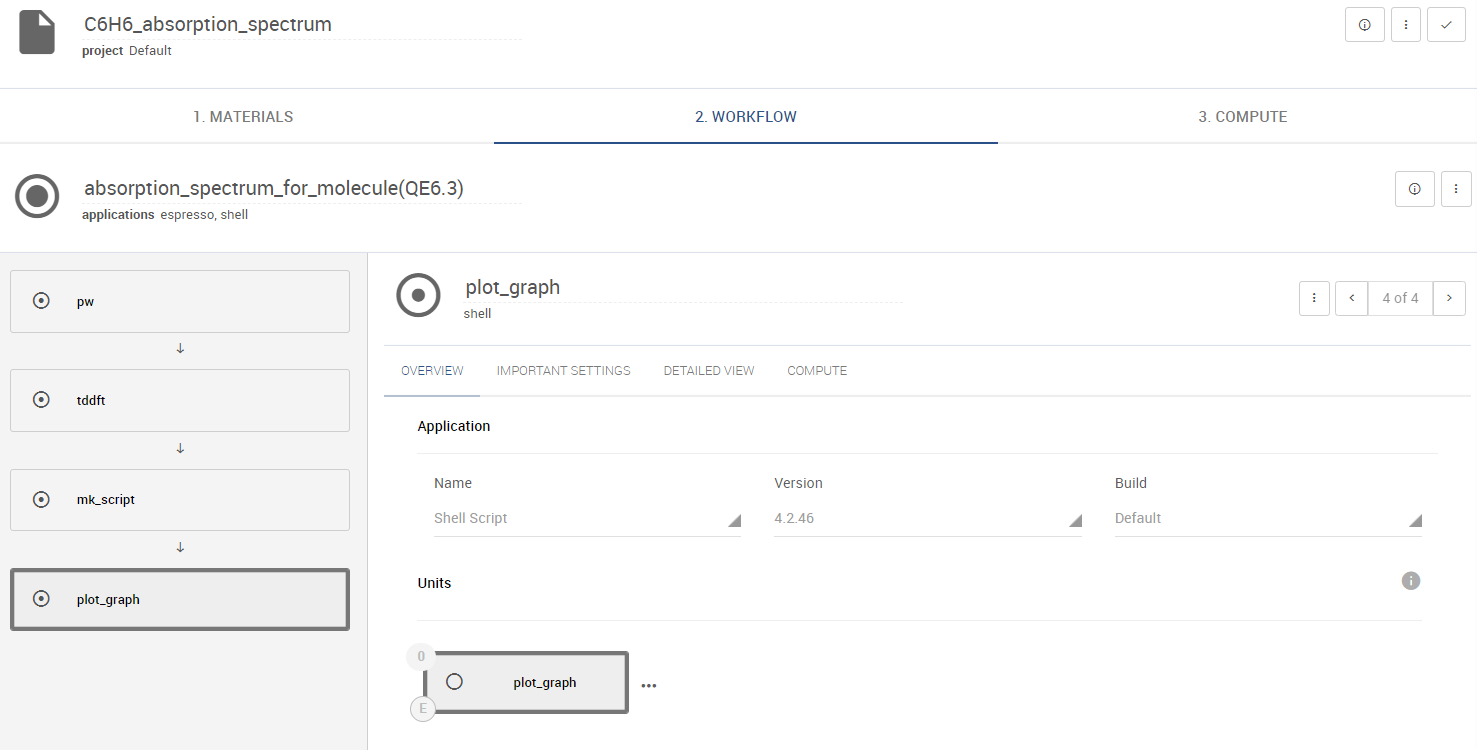 C6H6_absorption_spectrum
project Default
1. MATERIALS 2. WORKFLOW 3. COMPUTE
absorption_spectrum_for_molecule(QE6.3)
applications espresso, shell
pw
tddft
mk_script
plot_graph
plot_graph
shell
4 of 4
OVERVIEW IMPORTANT SETTINGS DETAILED VIEW COMPUTE
Application
Name Version Build
Shell Script 4.2.46 Default
Units
0
plot_graph
E